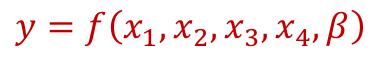 y = f(x₁, x₂, x₃, x₄, β)